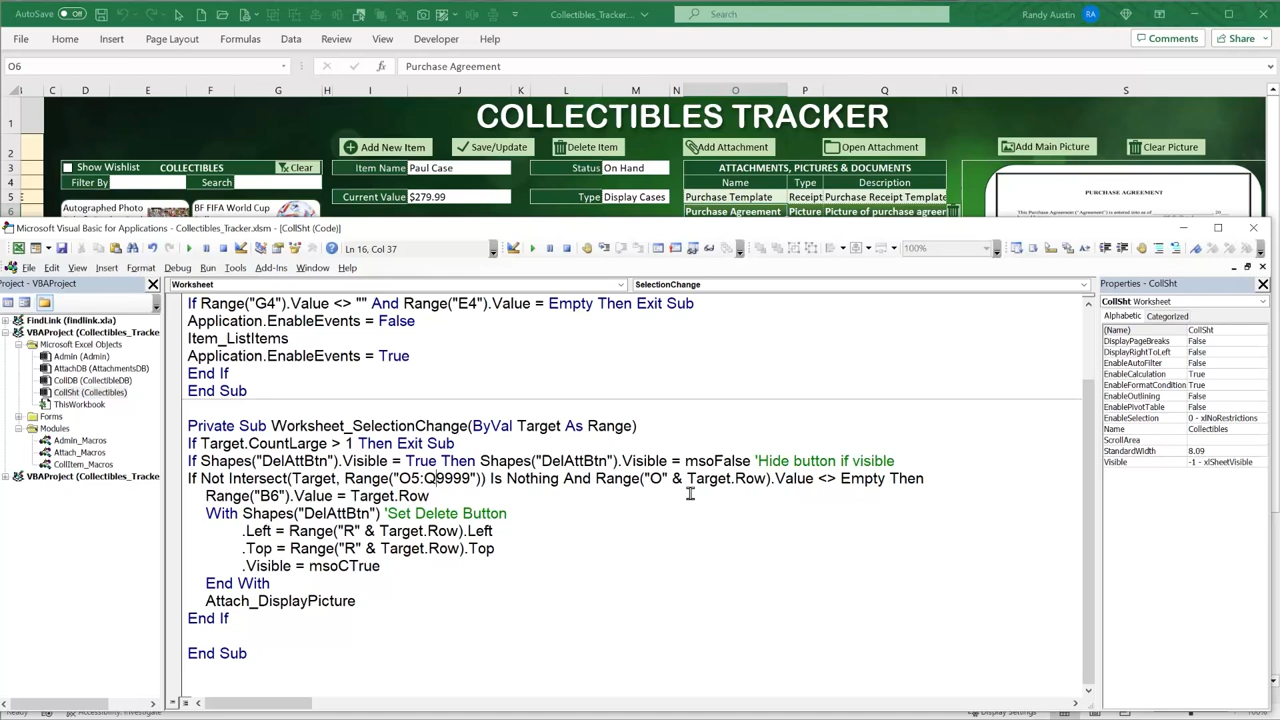 AutoSave Off Collectibles_Tracker... Search Randy Austin RA
File Home Insert Page Layout Formulas Data Review View Developer Help Comments Share
O6 fx Purchase Agreement
C D E F G H I J K L M N O P Q R S
1 COLLECTIBLES TRACKER
2 Add New Item Save/Update Delete Item Add Attachment Open Attachment Add Main Picture Clear Picture
3 Show Wishlist COLLECTIBLES Clear Item Name Paul Case Status On Hand ATTACHMENTS, PICTURES & DOCUMENTS
4 Filter By Search Name Type Description
PURCHASE AGREEMENT
5 Current Value $279.99 Type Display Cases Purchase Template Receipt Purchase Receipt Template
6 Autographed Photo BF FIFA World Cup Purchase Agreement Picture Picture of purchase agreer
Microsoft Visual Basic for Applications - Collectibles_Tracker.xlsm - [CollSht (Code)]
Ln 16, Col 37 100%
File Edit View Insert Format Debug Run Tools Add-Ins Window Help
VBAProject
Worksheet SelectionChange
Properties - CollSht
CollSht Worksheet
Alphabetic Categorized
FindLink (findlink.xla)
VBAProject (Collectibles_Tracke
Microsoft Excel Objects
Admin (Admin)
AttachDB (AttachmentsDB)
CollDB (CollectibleDB)
CollSht (Collectibles)
ThisWorkbook
Forms
Modules
Admin_Macros
Attach_Macros
CollItem_Macros
VBAProject (Collectibles_Tracke
If Range("G4").Value <> "" And Range("E4").Value = Empty Then Exit Sub
Application.EnableEvents = False
Item_ListItems
Application.EnableEvents = True
End If
End Sub
Private Sub Worksheet_SelectionChange(ByVal Target As Range)
If Target.CountLarge > 1 Then Exit Sub
If Shapes("DelAttBtn").Visible = True Then Shapes("DelAttBtn").Visible = msoFalse 'Hide button if visible
If Not Intersect(Target, Range("O5:Q9999")) Is Nothing And Range("O" & Target.Row).Value <> Empty Then
Range("B6").Value = Target.Row
With Shapes("DelAttBtn") 'Set Delete Button
.Left = Range("R" & Target.Row).Left
.Top = Range("R" & Target.Row).Top
.Visible = msoCTrue
End With
Attach_DisplayPicture
End If
End Sub
(Name) CollSht
DisplayPageBreaks False
DisplayRightToLeft False
EnableAutoFilter False
EnableCalculation True
EnableFormatCondition True
EnableOutlining False
EnablePivotTable False
EnableSelection 0 - xlNoRestrictions
Name Collectibles
ScrollArea
StandardWidth 8.09
Visible -1 - xlSheetVisible